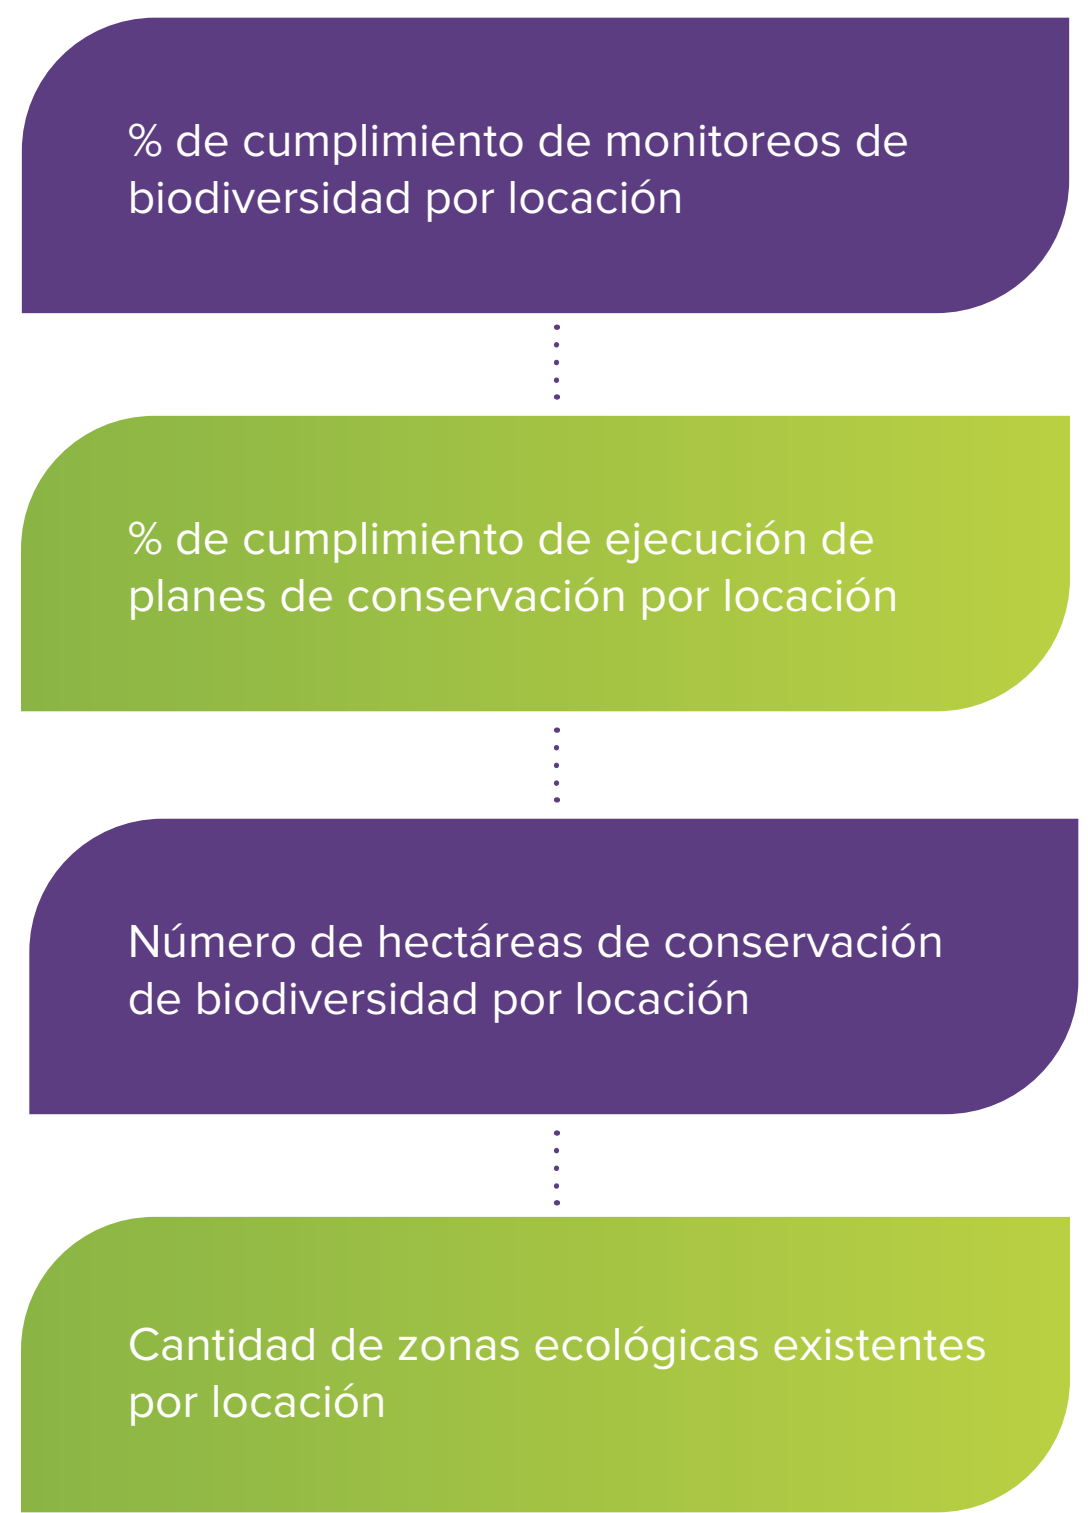 % de cumplimiento de monitoreos de
biodiversidad por locación
% de cumplimiento de ejecución de
planes de conservación por locación
Número de hectáreas de conservación
de biodiversidad por locación
Cantidad de zonas ecológicas existentes
por locación